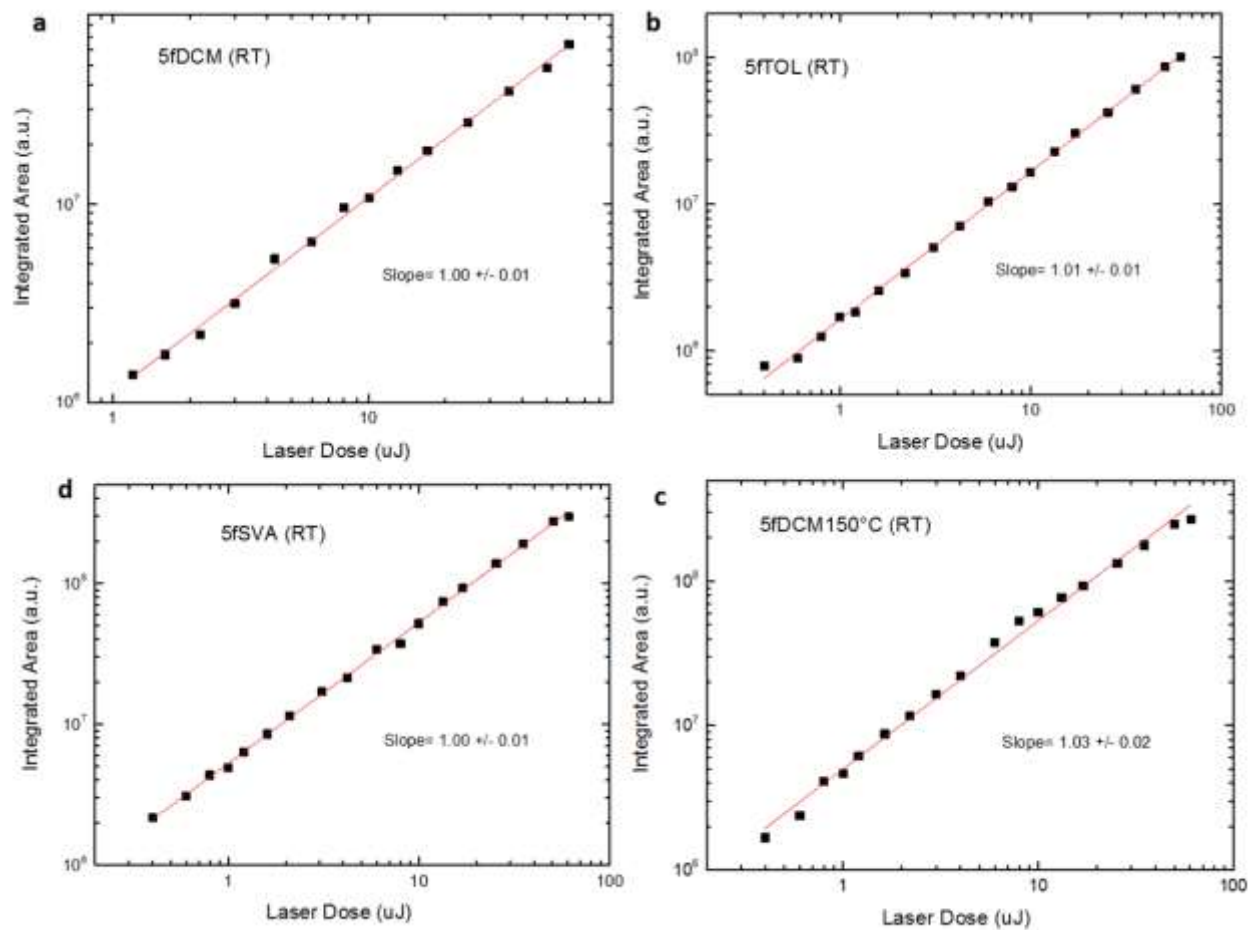 a
5fDCM (RT)
Integrated Area (a.u.)
10⁷
10⁶
Slope= 1.00 +/- 0.01
1 10
Laser Dose (uJ)
b
5fTOL (RT)
Integrated Area (a.u.)
10⁸
10⁷
10⁶
Slope= 1.01 +/- 0.01
1 10 100
Laser Dose (uJ)
d
5fSVA (RT)
Integrated Area (a.u.)
10⁸
10⁷
10⁶
Slope= 1.00 +/- 0.01
1 10 100
Laser Dose (uJ)
c
5fDCM150°C (RT)
Integrated Area (a.u.)
10⁸
10⁷
10⁶
Slope= 1.03 +/- 0.02
1 10 100
Laser Dose (uJ)